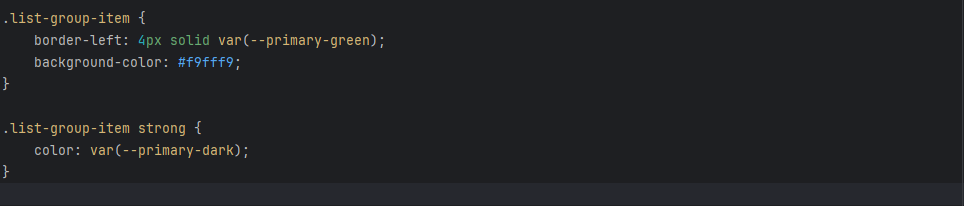 .list-group-item {
    border-left: 4px solid var(--primary-green);
    background-color: #f9fff9;
}

.list-group-item strong {
    color: var(--primary-dark);
}